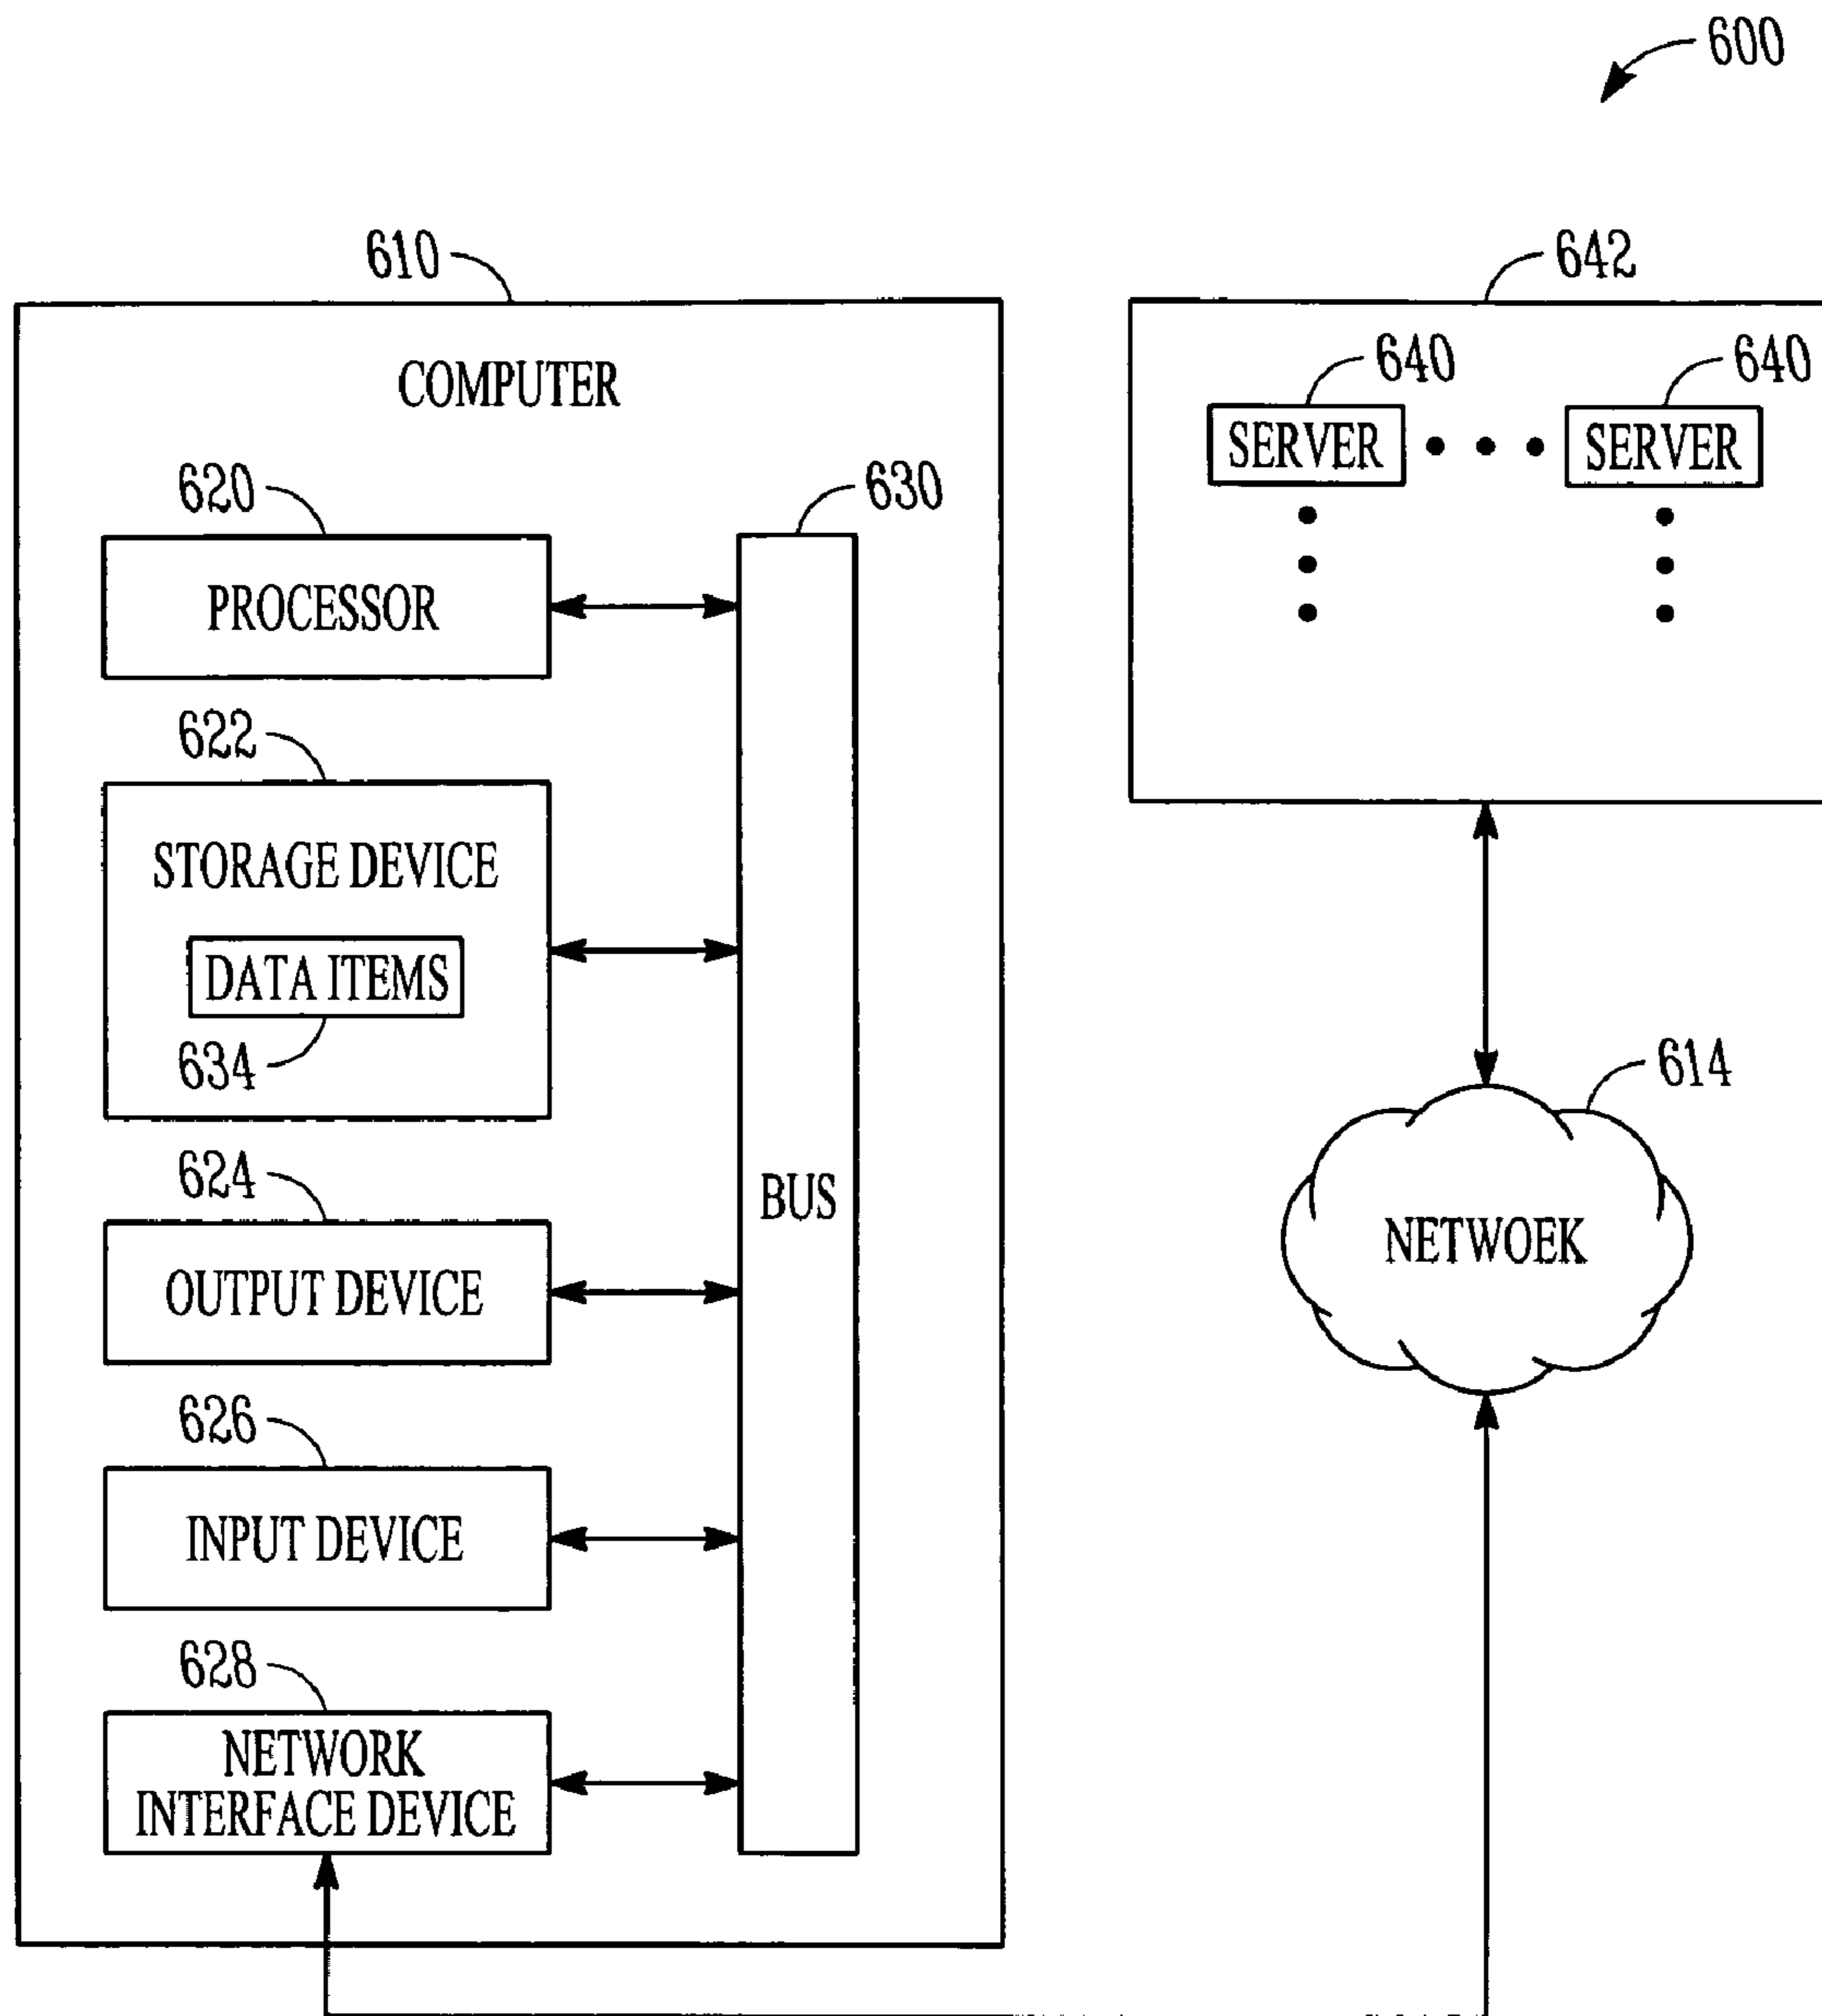 600
610
COMPUTER
620
PROCESSOR
630
622
STORAGE DEVICE
DATA ITEMS
634
624
BUS
OUTPUT DEVICE
626
INPUT DEVICE
628
NETWORK
INTERFACE DEVICE
642
640
640
SERVER
SERVER
614
NETWOEK